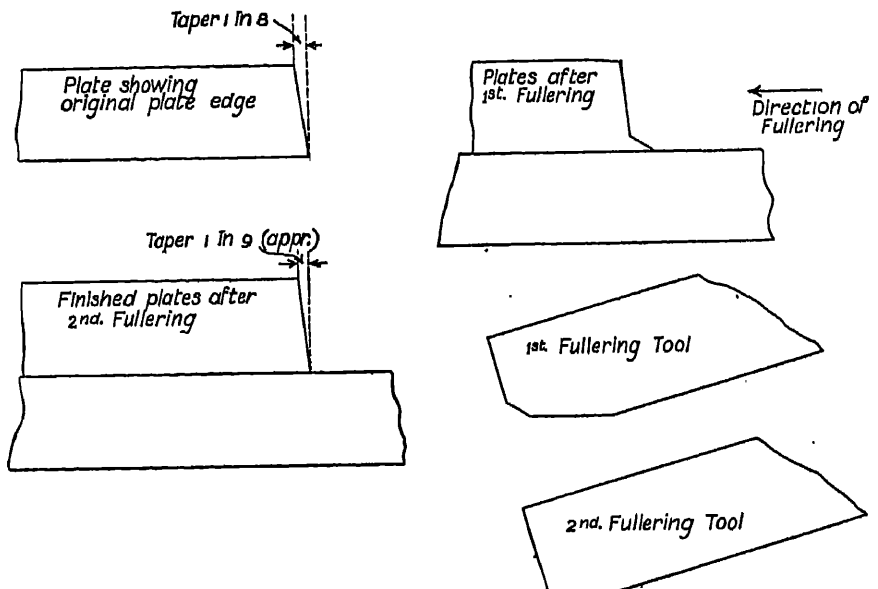 Taper 1 In 8
Plate showing
original plate edge
Plates after
1st. Fullering
Direction of
Fullering
Taper 1 In 9 (appr.)
Finished plates after
2nd. Fullering
1st. Fullering Tool
2nd. Fullering Tool